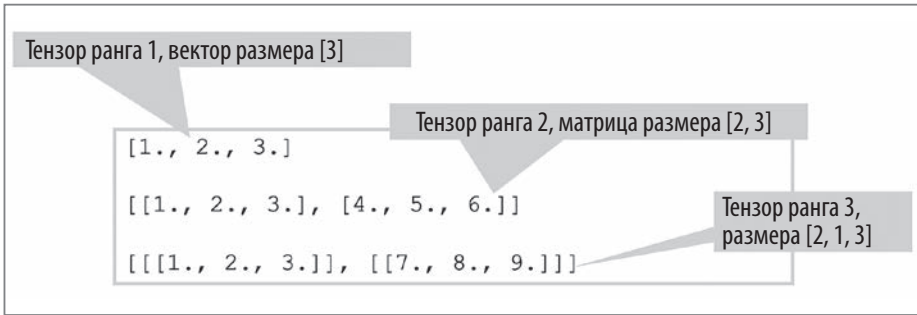 Тензор ранга 1, вектор размера [3]
Тензор ранга 2, матрица размера [2, 3]
[1., 2., 3.]
[[1., 2., 3.], [4., 5., 6.]]
Тензор ранга 3,
размера [2, 1, 3]
[[[1., 2., 3.]], [[7., 8., 9.]]]